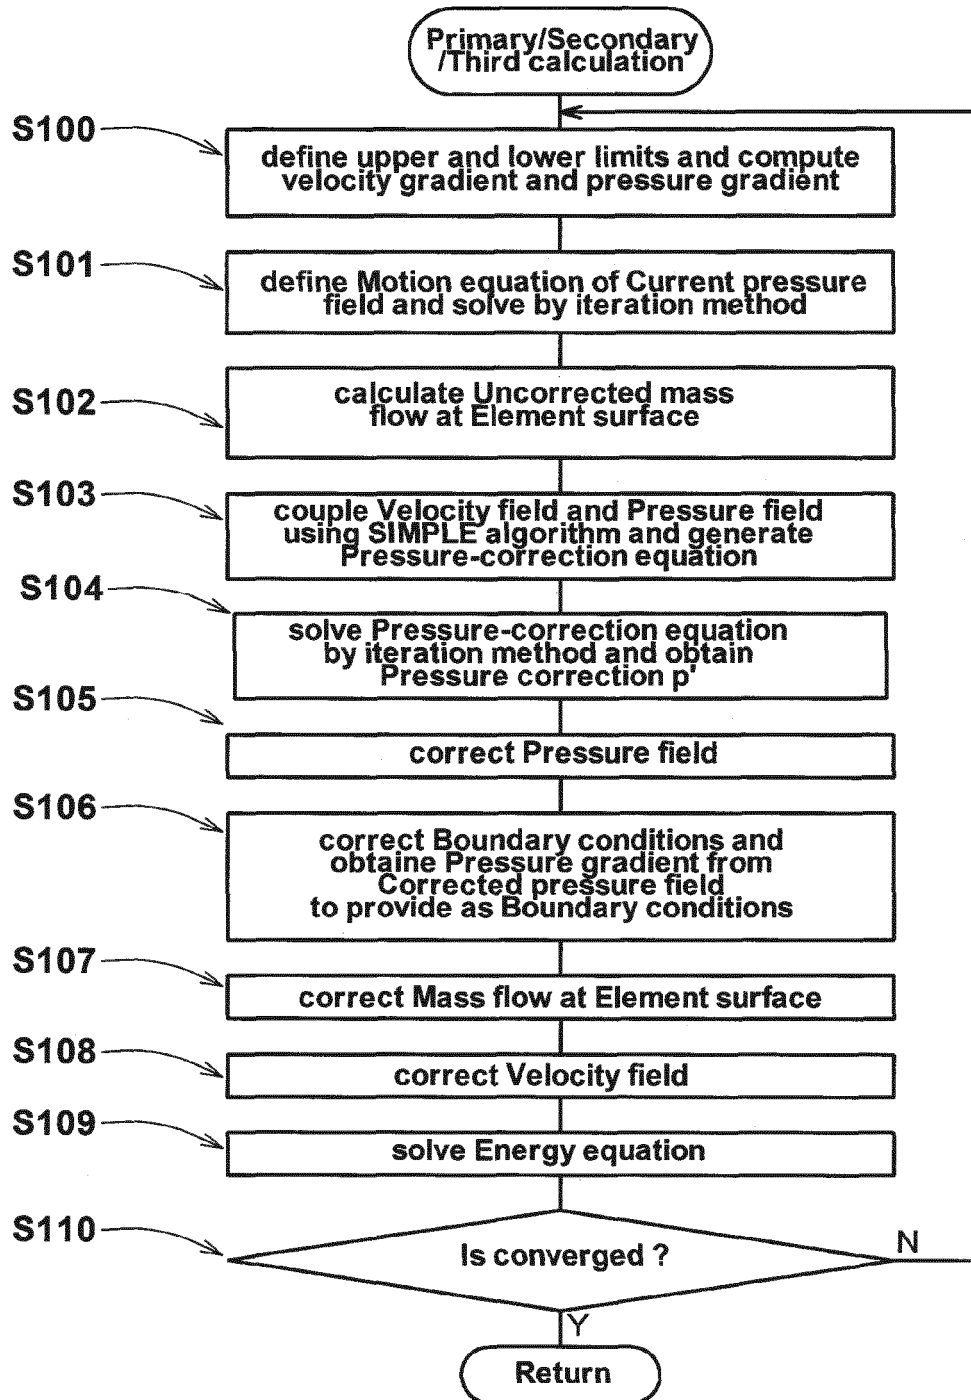 Primary/Secondary
/Third calculation
S100
define upper and lower limits and compute
velocity gradient and pressure gradient
S101
define Motion equation of Current pressure
field and solve by iteration method
S102
calculate Uncorrected mass
flow at Element surface
S103
couple Velocity field and Pressure field
using SIMPLE algorithm and generate
Pressure-correction equation
S104
solve Pressure-correction equation
by iteration method and obtain
Pressure correction p'
S105
correct Pressure field
S106
correct Boundary conditions and
obtaine Pressure gradient from
Corrected pressure field
to provide as Boundary conditions
S107
correct Mass flow at Element surface
S108
correct Velocity field
S109
solve Energy equation
S110
Is converged ?
N
Y
Return